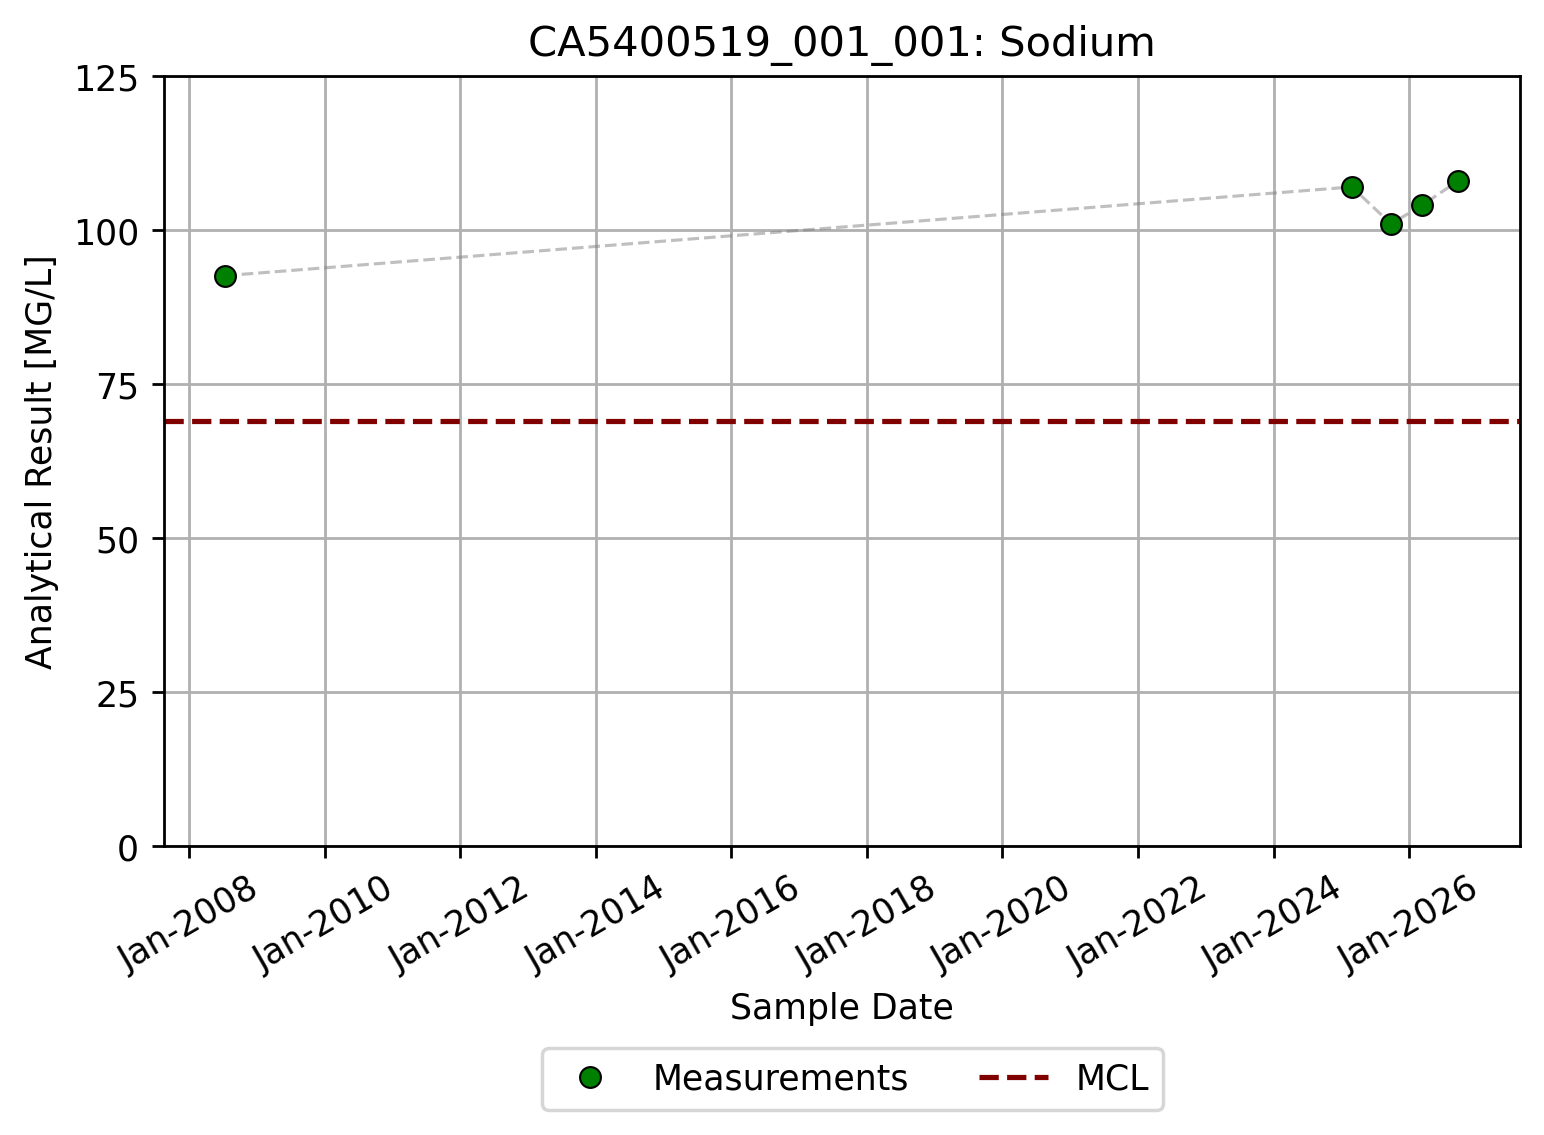 CA5400519_001_001: Sodium
125
100
75
50
25
0
Analytical Result [MG/L]
Jan-2008
Jan-2010
Jan-2012
Jan-2014
Jan-2016
Jan-2018
Jan-2020
Jan-2022
Jan-2024
Jan-2026
Sample Date
Measurements
MCL